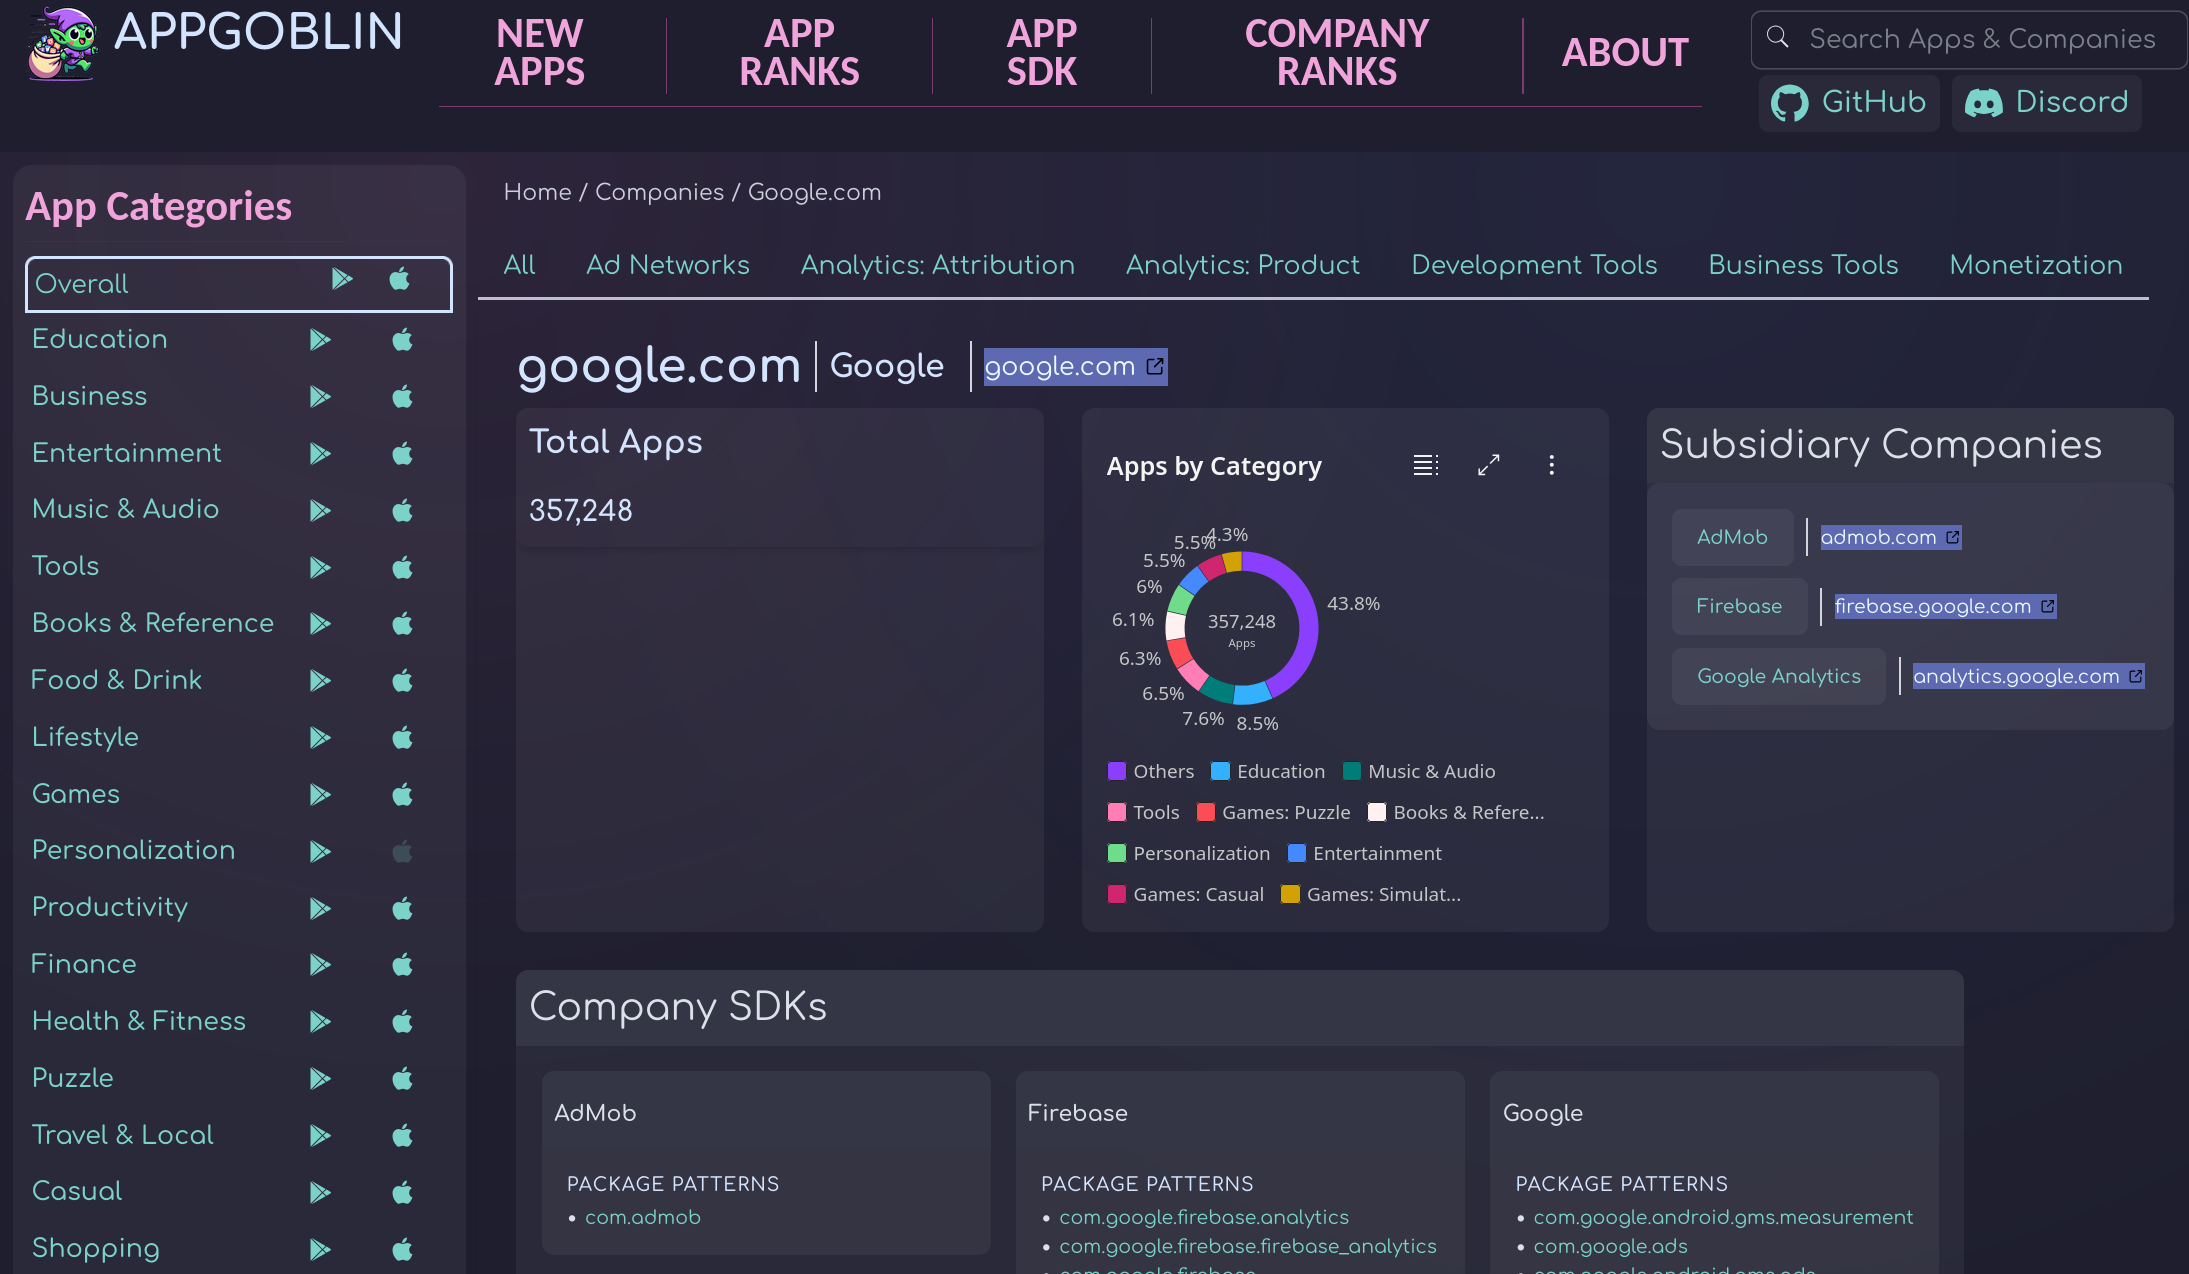 APPGOBLIN
NEW APPS
APP RANKS
APP SDK
COMPANY RANKS
ABOUT
Search Apps & Companies
GitHub
Discord
App Categories
Overall
Education
Business
Entertainment
Music & Audio
Tools
Books & Reference
Food & Drink
Lifestyle
Games
Personalization
Productivity
Finance
Health & Fitness
Puzzle
Travel & Local
Casual
Shopping
Home / Companies / Google.com
All Ad Networks Analytics: Attribution Analytics: Product Development Tools Business Tools Monetization
google.com Google google.com
Total Apps
357,248
Apps by Category
4.3%
5.5%
5.5%
6%
6.1%
6.3%
6.5%
7.6%
8.5%
43.8%
357,248
Apps
Others Education Music & Audio
Tools Games: Puzzle Books & Refere...
Personalization Entertainment
Games: Casual Games: Simulat...
Subsidiary Companies
AdMob admob.com
Firebase firebase.google.com
Google Analytics analytics.google.com
Company SDKs
AdMob
PACKAGE PATTERNS
• com.admob
Firebase
PACKAGE PATTERNS
• com.google.firebase.analytics
• com.google.firebase.firebase_analytics
Google
PACKAGE PATTERNS
• com.google.android.gms.measurement
• com.google.ads